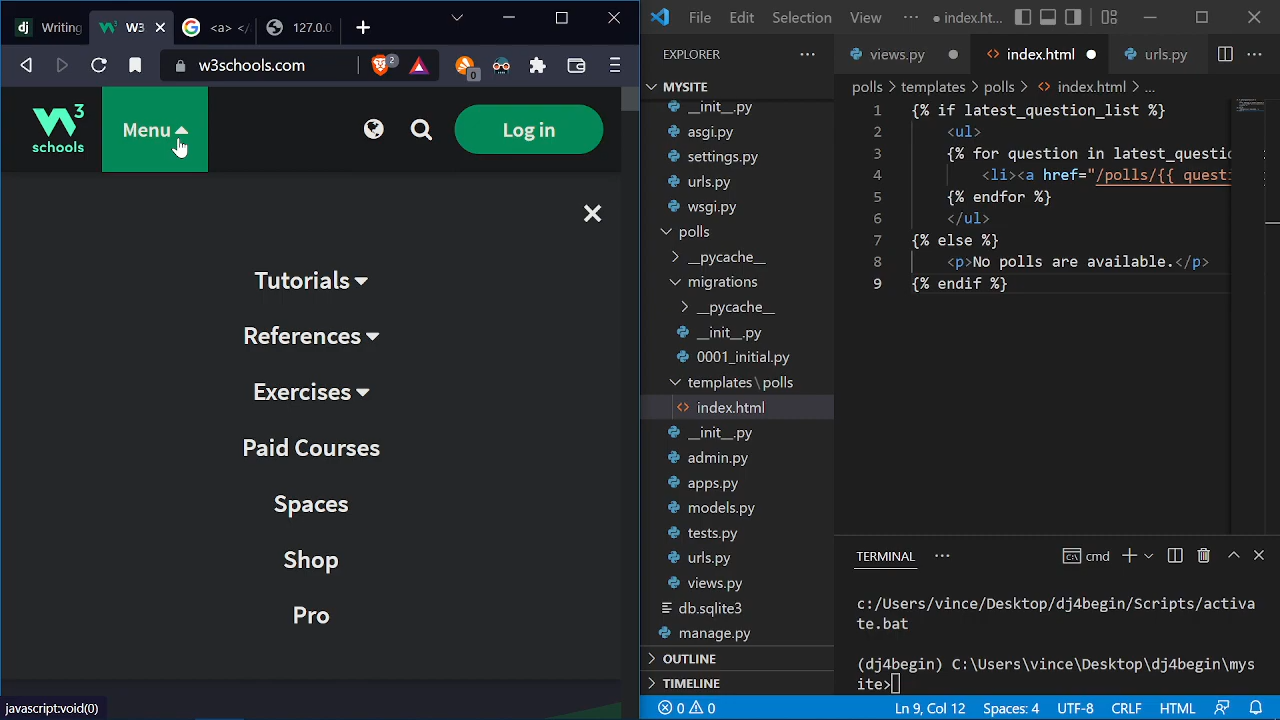 dj Writing
W3
<a> </
127.0.0.
w3schools.com
2
0
File Edit Selection View ··· ● index.ht...
w3
schools
Menu
Log in
Tutorials
References
Exercises
Paid Courses
Spaces
Shop
Pro
javascript:void(0)
EXPLORER
MYSITE
__init__.py
asgi.py
settings.py
urls.py
wsgi.py
polls
__pycache__
migrations
__pycache__
__init__.py
0001_initial.py
templates\polls
index.html
__init__.py
admin.py
apps.py
models.py
tests.py
urls.py
views.py
db.sqlite3
manage.py
OUTLINE
TIMELINE
views.py ● index.html ● urls.py
polls > templates > polls > index.html > ...
1 {% if latest_question_list %}
2 <ul>
3 {% for question in latest_questio
4 <li><a href="/polls/{{ questi
5 {% endfor %}
6 </ul>
7 {% else %}
8 <p>No polls are available.</p>
9 {% endif %}
TERMINAL ··· cmd
c:/Users/vince/Desktop/dj4begin/Scripts/activa
te.bat
(dj4begin) C:\Users\vince\Desktop\dj4begin\mys
ite>
0 0 Ln 9, Col 12 Spaces: 4 UTF-8 CRLF HTML